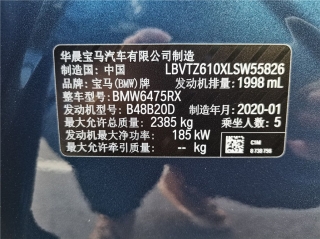 华晨宝马汽车有限公司制造
制造国：中国 LBVTZ610XLSW55826
品牌：宝马(BMW)牌 发动机排量：1998 mL
整车型号：BMW6475RX
发动机型号：B48B20D 制造年月：2020-01
最大允许总质量：2385 kg 乘坐人数：5
发动机最大净功率：185 kW
最大允许牵引质量：-- kg